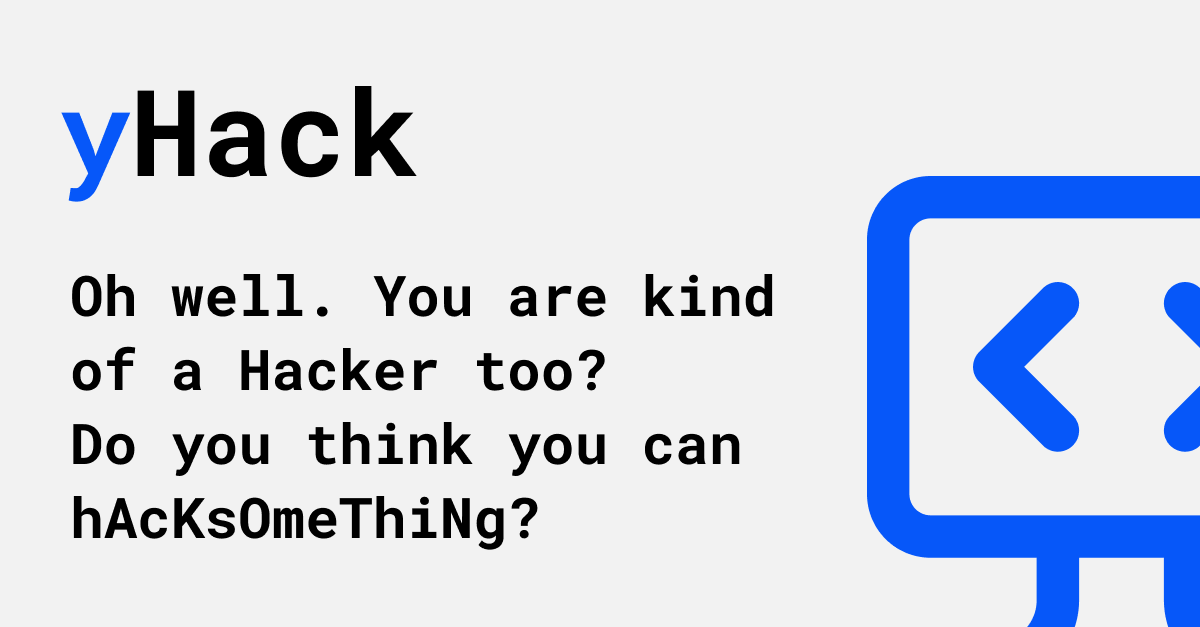 yHack
Oh well. You are kind
of a Hacker too?
Do you think you can
hAcKsOmeThiNg?